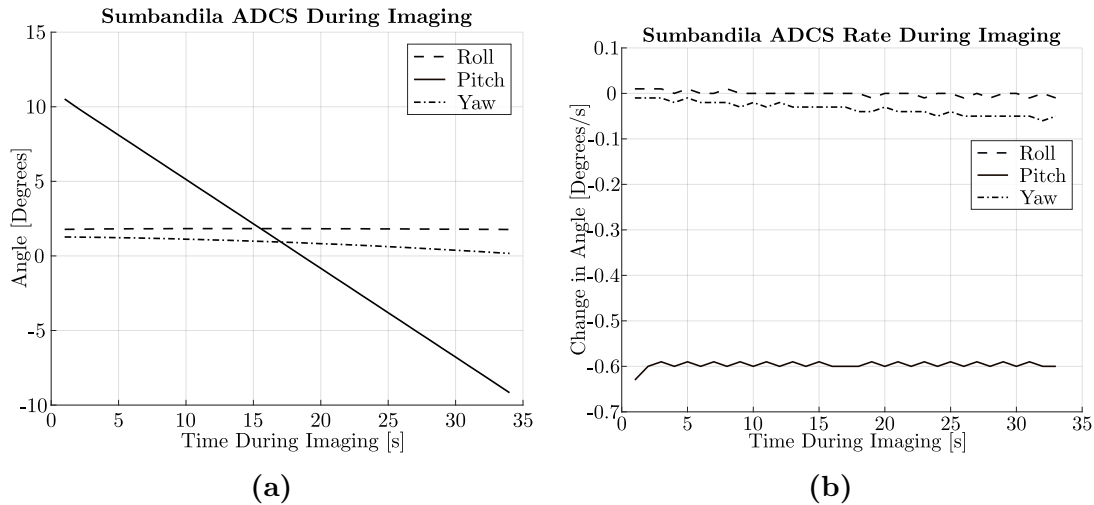 Sumbandila ADCS During Imaging
15
10
5
0
-5
-10
Angle [Degrees]
Roll
Pitch
Yaw
0 5 10 15 20 25 30 35
Time During Imaging [s]
(a)
Sumbandila ADCS Rate During Imaging
0.1
0
-0.1
-0.2
-0.3
-0.4
-0.5
-0.6
-0.7
Change in Angle [Degrees/s]
Roll
Pitch
Yaw
0 5 10 15 20 25 30 35
Time During Imaging [s]
(b)